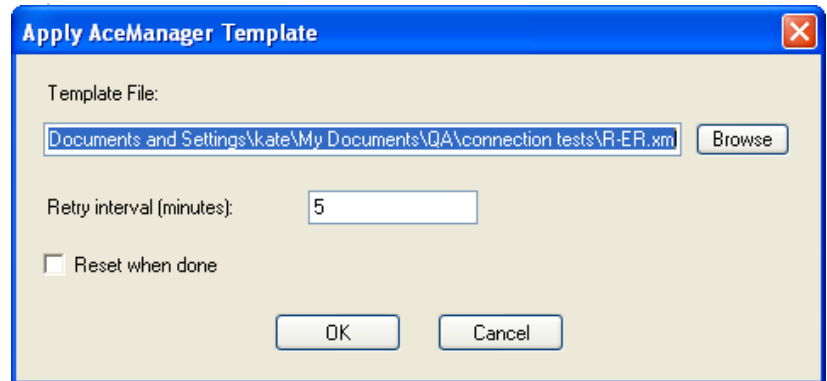 Apply AceManager Template
Template File:
Documents and Settings\kate\My Documents\QA\connection tests\R-ER.xml
Browse
Retry interval (minutes):
5
Reset when done
OK
Cancel